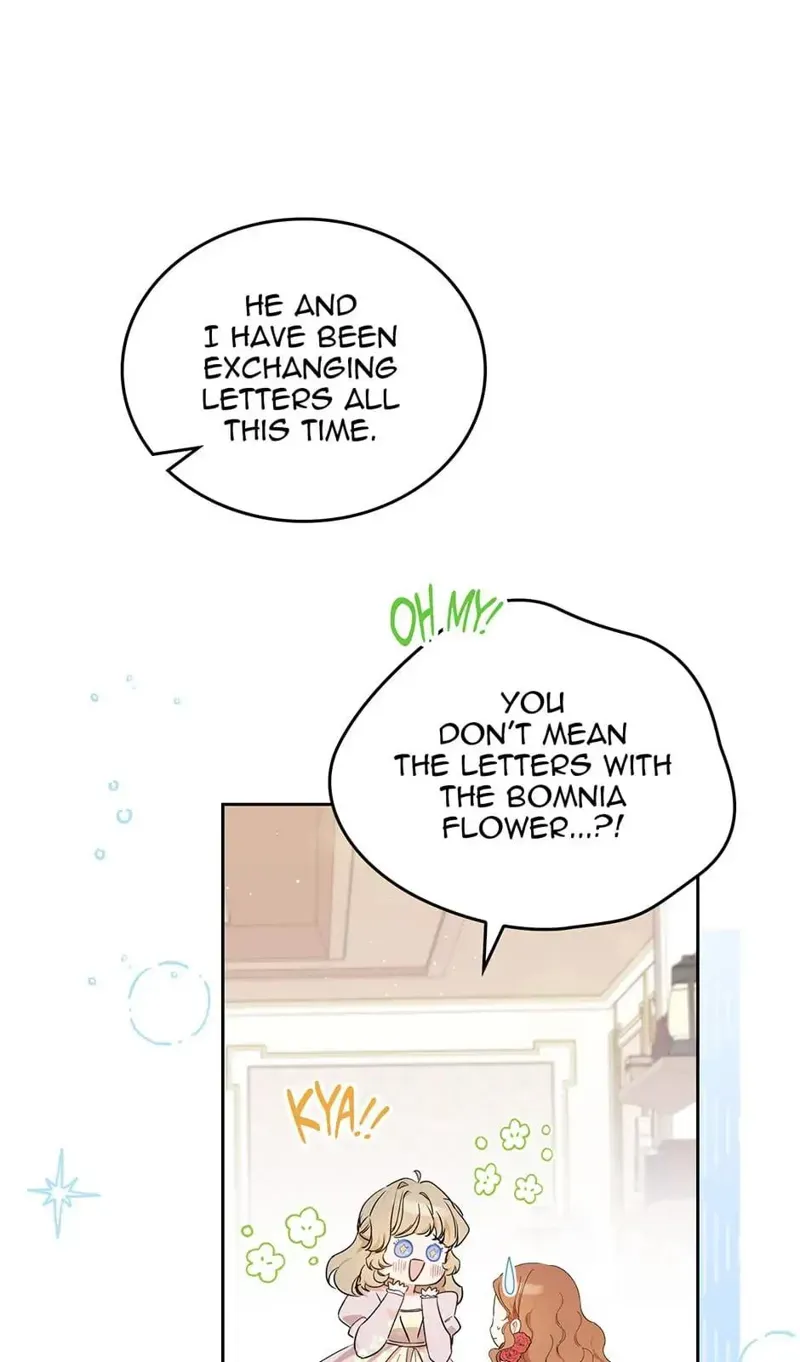 HE AND
I HAVE BEEN
EXCHANGING
LETTERS ALL
THIS TIME.
OH MY!
YOU
DON'T MEAN
THE LETTERS WITH
THE BOMNIA
FLOWER...?!
KYA!!